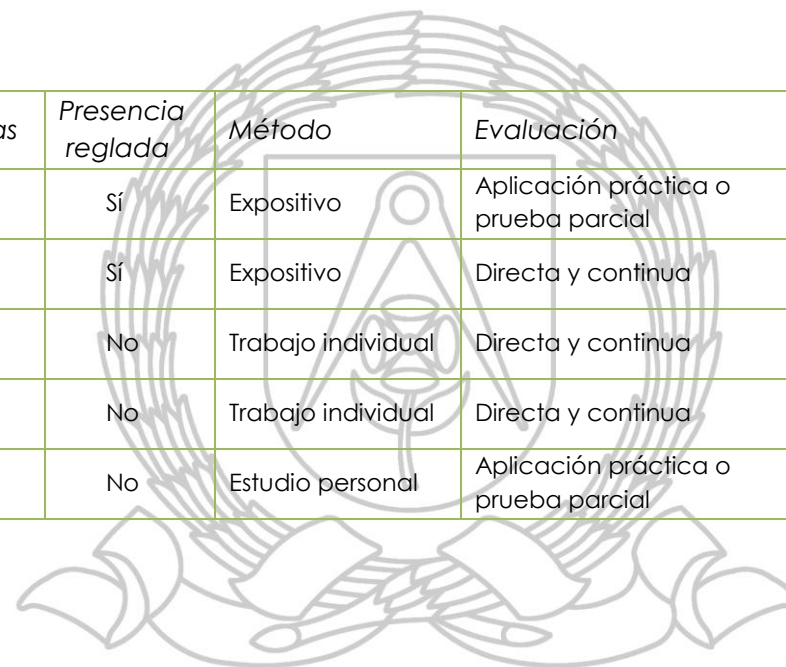 as
Presencia
reglada
Método
Evaluación
Sí
Expositivo
Aplicación práctica o
prueba parcial
Sí
Expositivo
Directa y continua
No
Trabajo individual
Directa y continua
No
Trabajo individual
Directa y continua
No
Estudio personal
Aplicación práctica o
prueba parcial